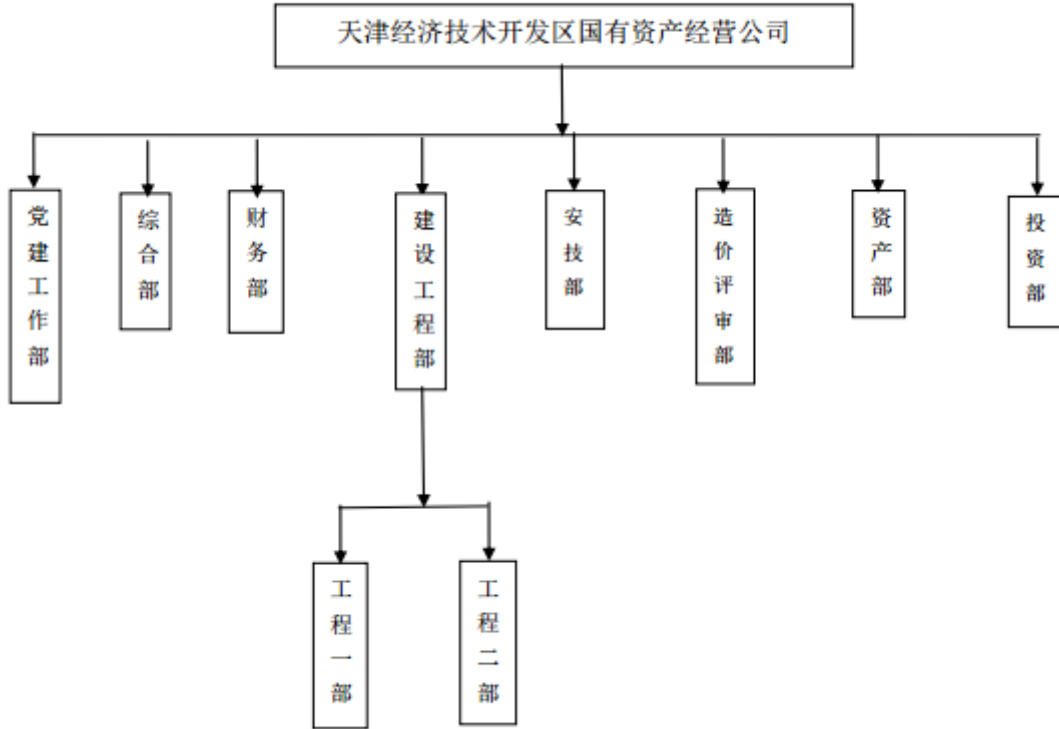 天津经济技术开发区国有资产经营公司
党建工作部
综合部
财务部
建设工程部
安技部
造价评审部
资产部
投资部
工程一部
工程二部